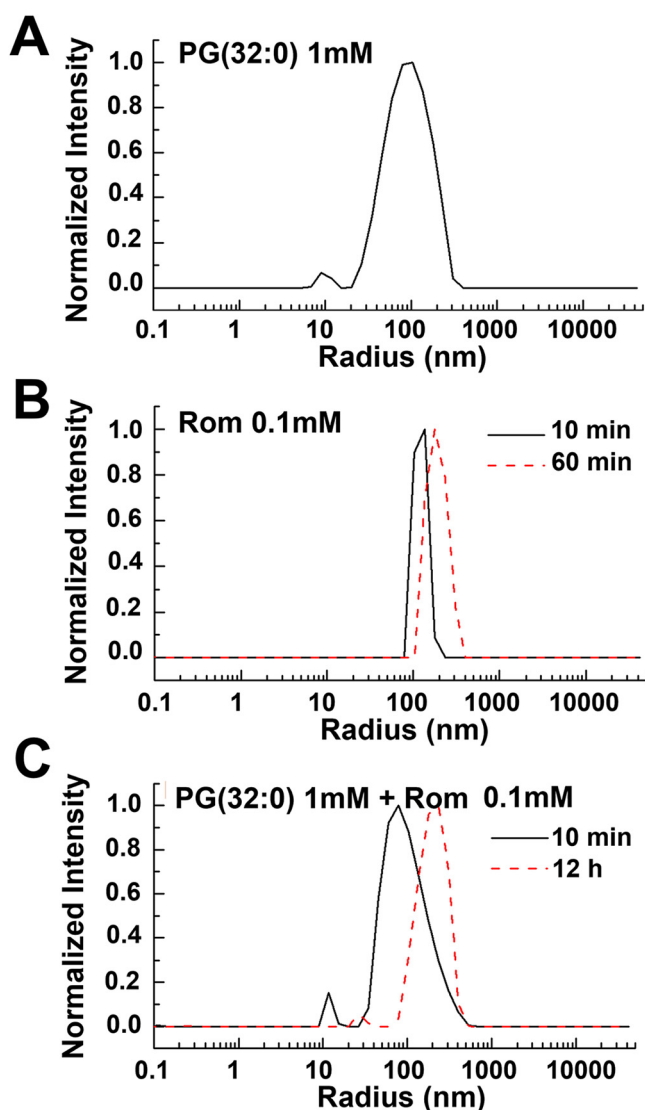 A
PG(32:0) 1mM
Normalized Intensity
1.0
0.8
0.6
0.4
0.2
0.0
0.1 1 10 100 1000 10000
Radius (nm)
B
Rom 0.1mM
10 min
60 min
Normalized Intensity
1.0
0.8
0.6
0.4
0.2
0.0
0.1 1 10 100 1000 10000
Radius (nm)
C
PG(32:0) 1mM + Rom 0.1mM
10 min
12 h
Normalized Intensity
1.0
0.8
0.6
0.4
0.2
0.0
0.1 1 10 100 1000 10000
Radius (nm)